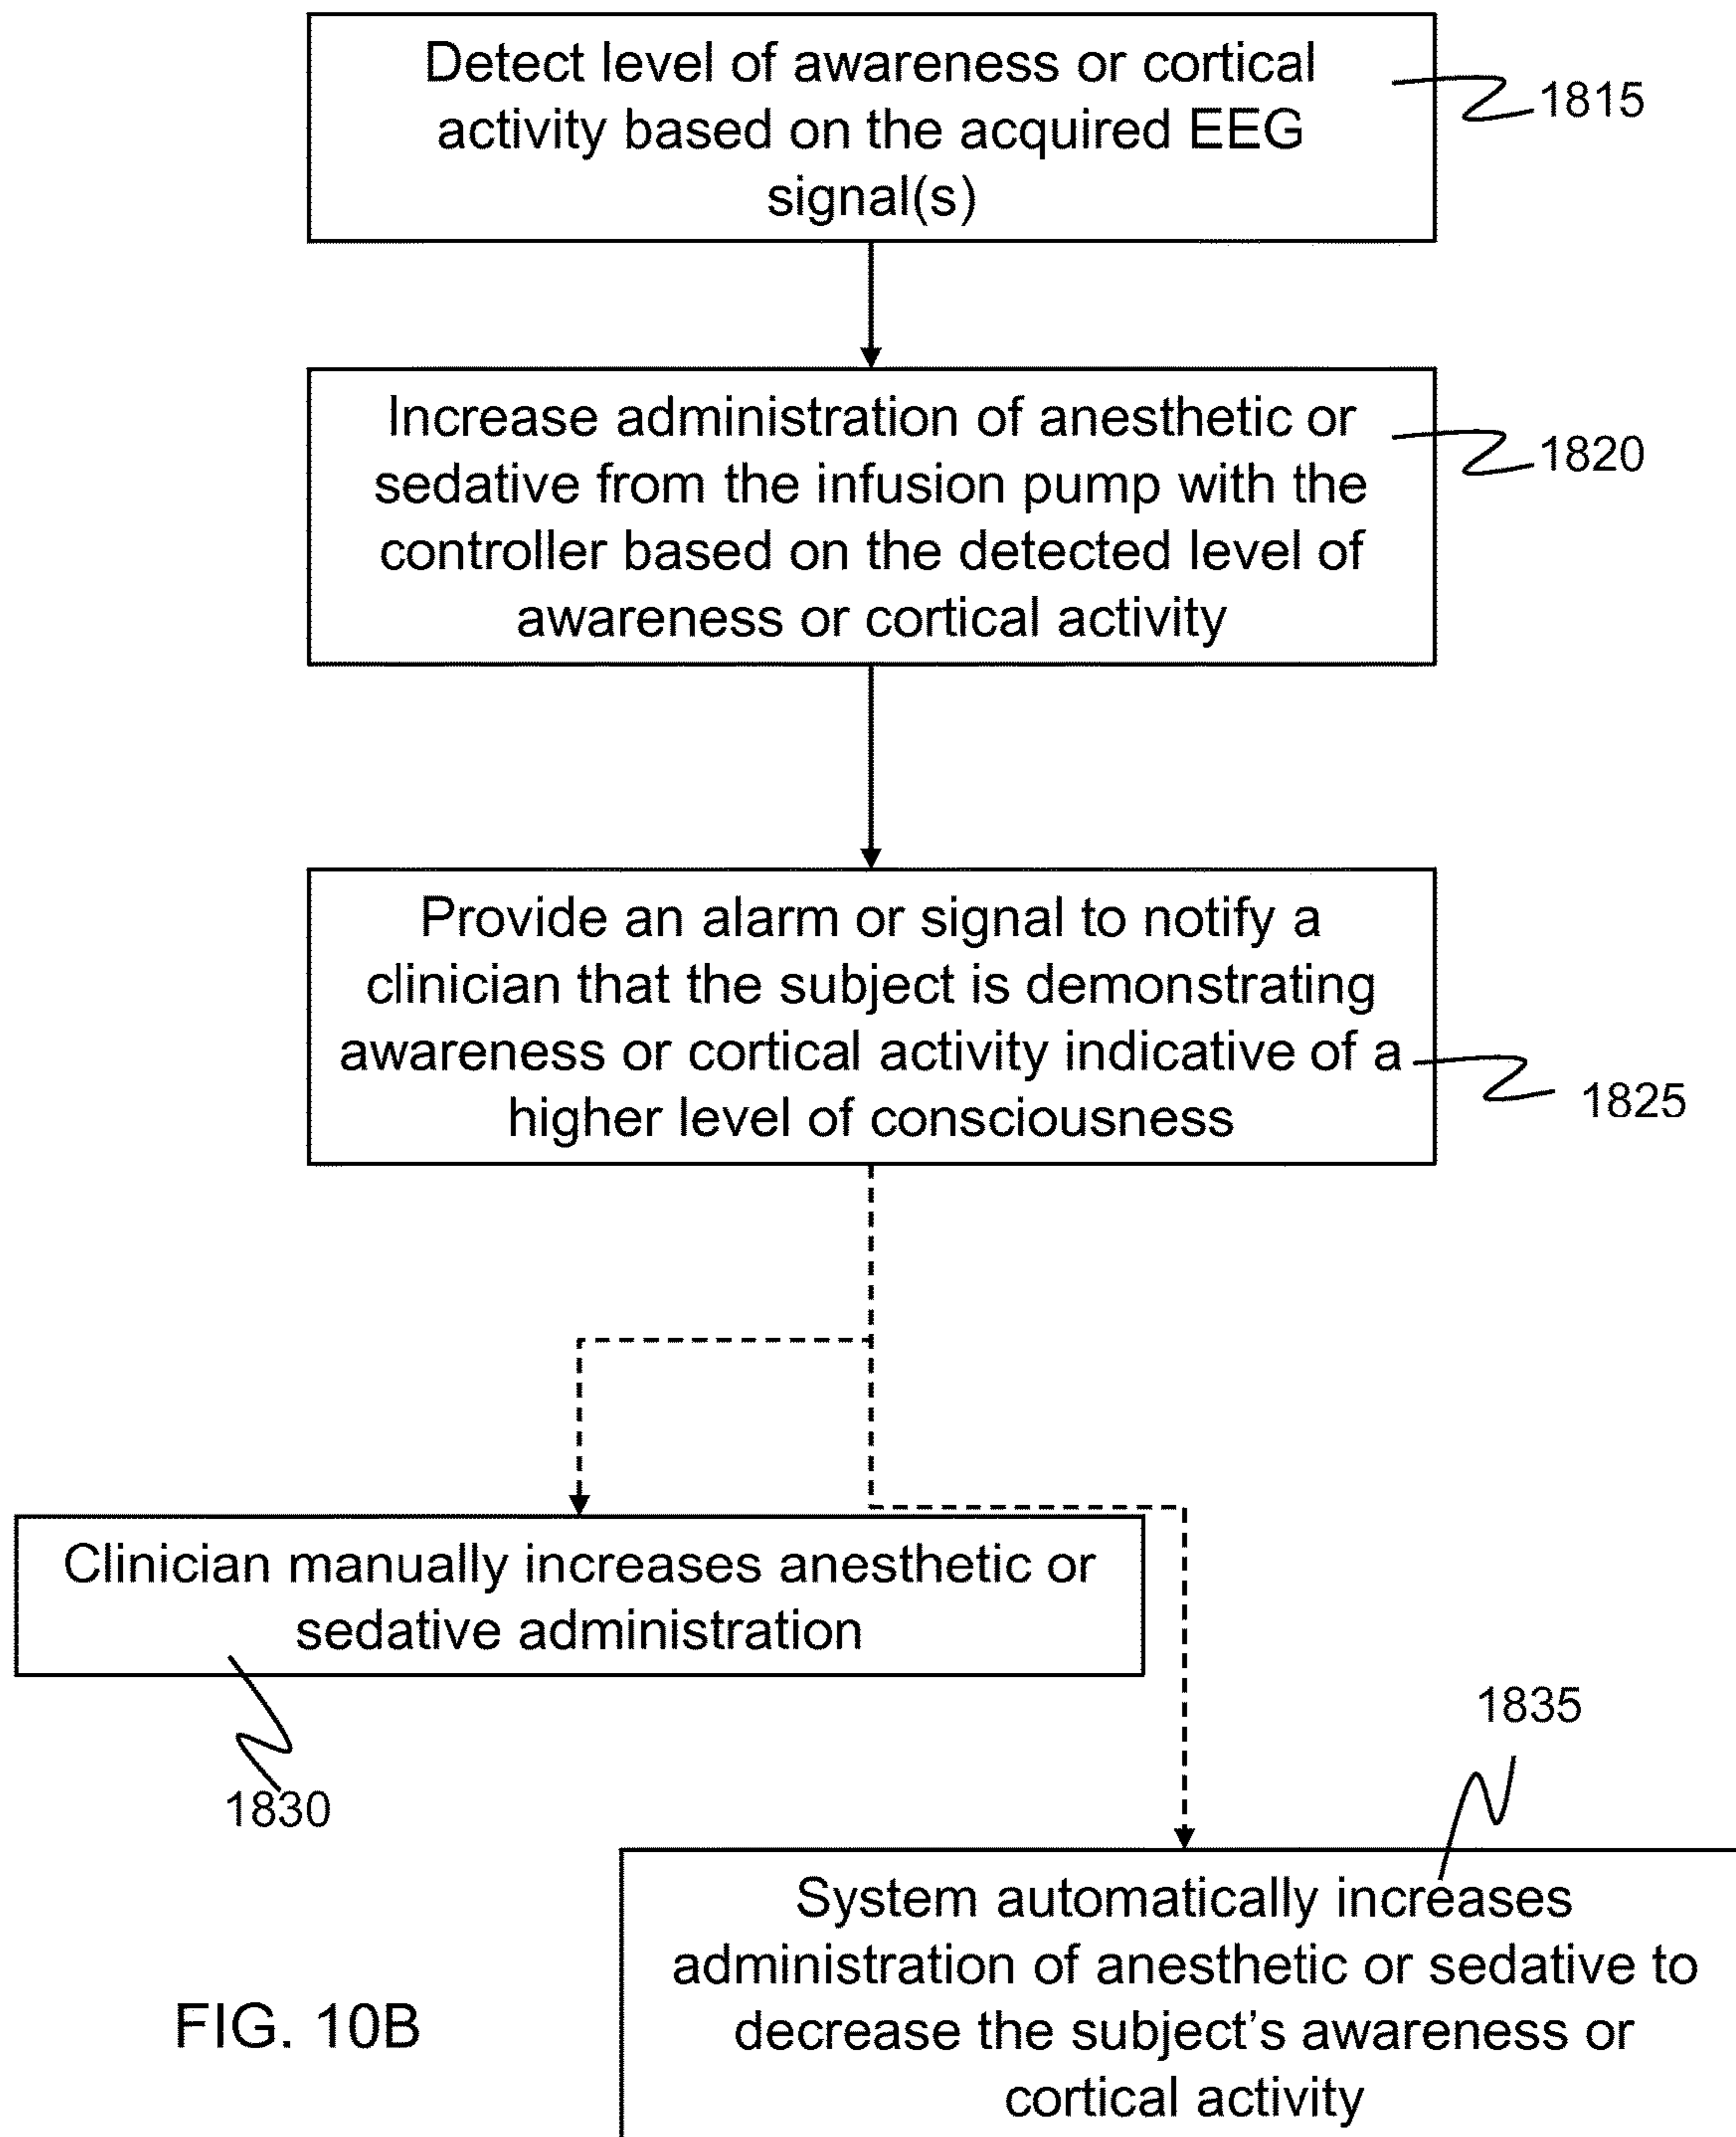 Detect level of awareness or cortical
activity based on the acquired EEG
signal(s)
1815
Increase administration of anesthetic or
sedative from the infusion pump with the
controller based on the detected level of
awareness or cortical activity
1820
Provide an alarm or signal to notify a
clinician that the subject is demonstrating
awareness or cortical activity indicative of a
higher level of consciousness
1825
Clinician manually increases anesthetic or
sedative administration
1830
1835
System automatically increases
administration of anesthetic or sedative to
decrease the subject’s awareness or
cortical activity
FIG. 10B